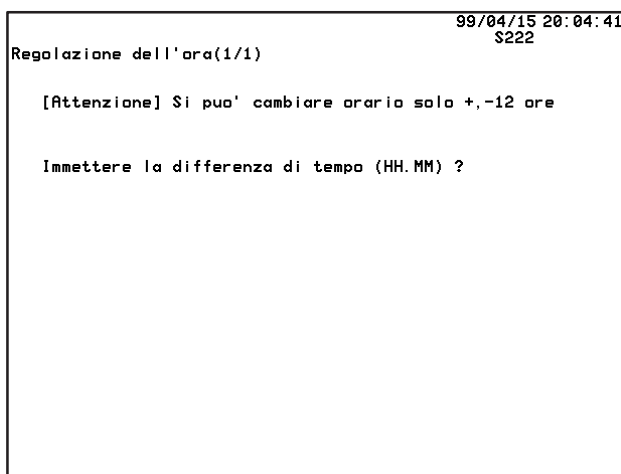 99/04/15 20:04:41
S222
Regolazione dell'ora(1/1)
[Attenzione] Si puo' cambiare orario solo +,-12 ore
Immettere la differenza di tempo (HH.MM) ?